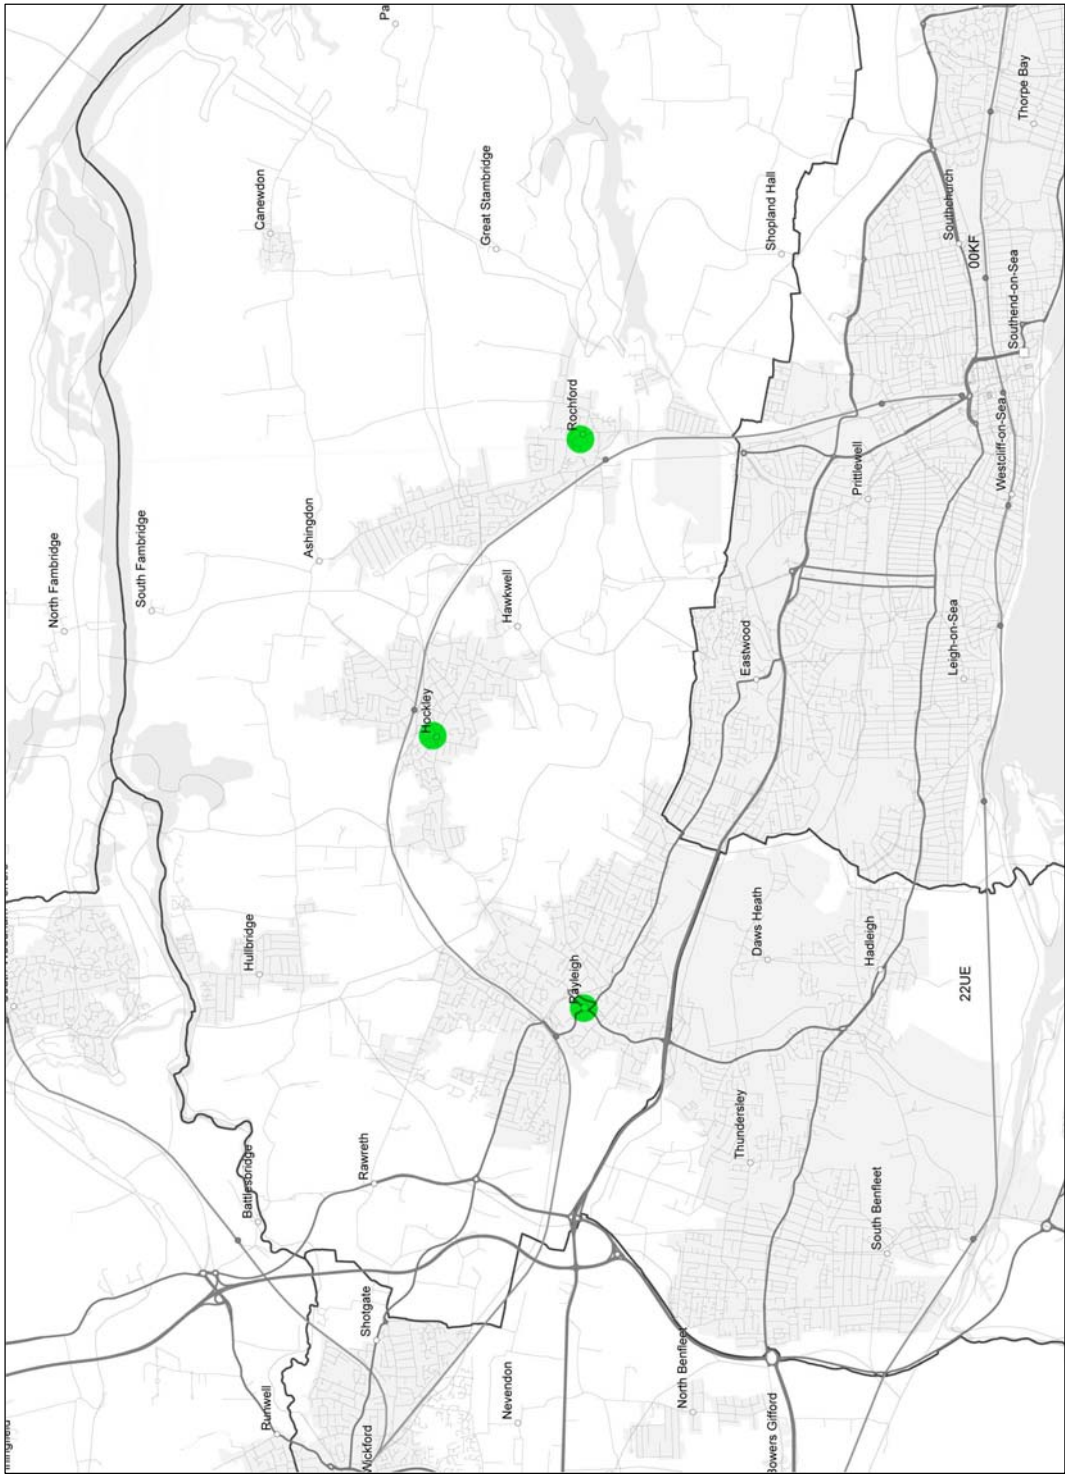 North Fambridge
South Fambridge
Battlesbridge
Hullbridge
Runwell
Canewdon
Ashingdon
Wickford
Shotgate
Rawreth
Pa
Hockley
Great Stambridge
Nevendon
Hawkwell
Rayleigh
Rochford
North Benfleet
Thundersley
Eastwood
Daws Heath
Bowers Gifford
Shopland Hall
Prittlewell
Hadleigh
South Benfleet
Leigh-on-Sea
Southchurch
22UE
00KF
Westcliff-on-Sea
Southend-on-Sea
Thorpe Bay